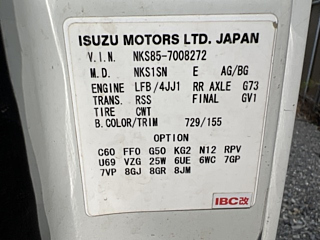 ISUZU MOTORS LTD. JAPAN
V.I.N. NKS85-7008272
M.D. NKS1SN E AG/BG
ENGINE LFB/4JJ1 RR AXLE G73
TRANS. RSS FINAL GV1
TIRE CWT
B.COLOR/TRIM 729/155
OPTION
C60 FF0 G50 KG2 N12 RPV
U69 VZG 25W 6UE 6WC 7GP
7VP 8GJ 8GR 8JM
IBC改